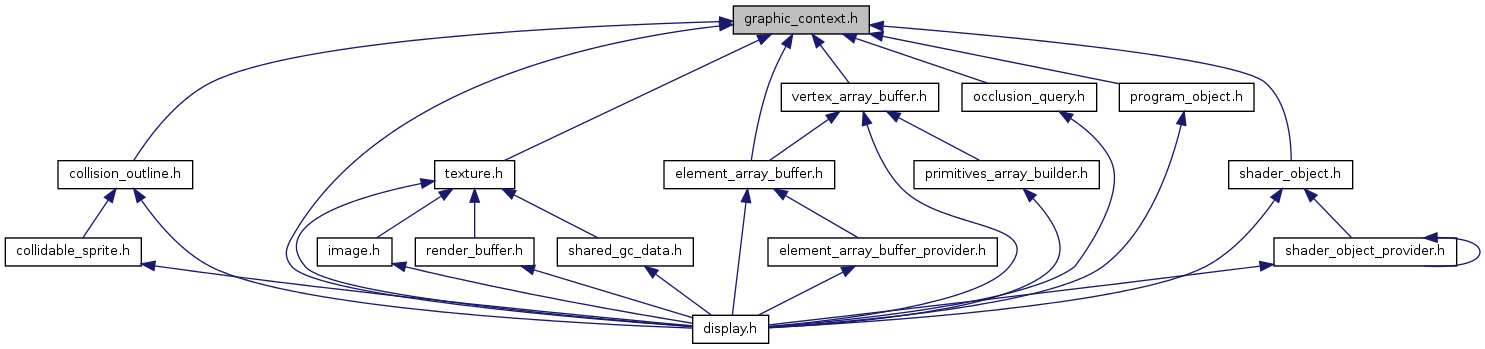 graphic_context.h
vertex_array_buffer.h
occlusion_query.h
program_object.h
collision_outline.h
texture.h
element_array_buffer.h
primitives_array_builder.h
shader_object.h
collidable_sprite.h
image.h
render_buffer.h
shared_gc_data.h
element_array_buffer_provider.h
shader_object_provider.h
display.h